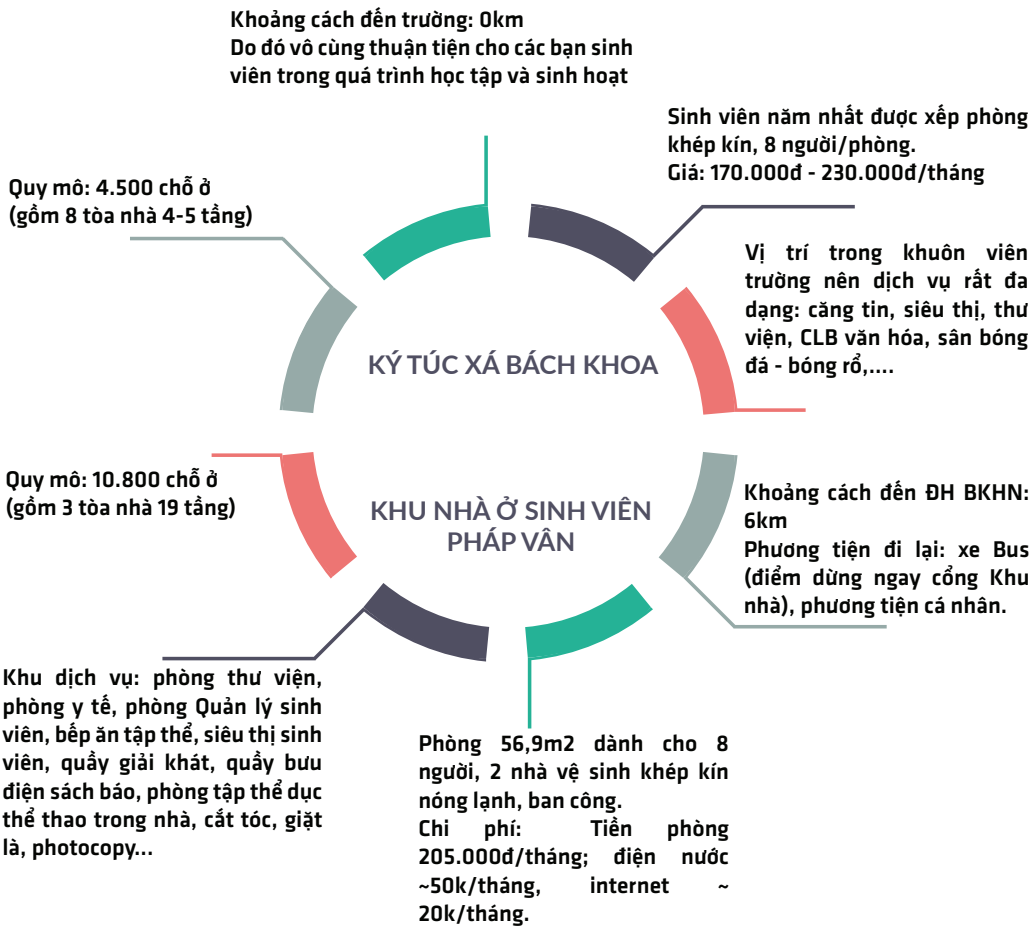 Khoảng cách đến trường: 0km
Do đó vô cùng thuận tiện cho các bạn sinh
viên trong quá trình học tập và sinh hoạt
Sinh viên năm nhất được xếp phòng
khép kín, 8 người/phòng.
Giá: 170.000đ - 230.000đ/tháng
Quy mô: 4.500 chỗ ở
(gồm 8 tòa nhà 4-5 tầng)
Vị trí trong khuôn viên
trường nên dịch vụ rất đa
dạng: căng tin, siêu thị, thư
viện, CLB văn hóa, sân bóng
đá - bóng rổ,....
KÝ TÚC XÁ BÁCH KHOA
Quy mô: 10.800 chỗ ở
(gồm 3 tòa nhà 19 tầng)
KHU NHÀ Ở SINH VIÊN
PHÁP VÂN
Khoảng cách đến ĐH BKHN:
6km
Phương tiện đi lại: xe Bus
(điểm dừng ngay cổng Khu
nhà), phương tiện cá nhân.
Khu dịch vụ: phòng thư viện,
phòng y tế, phòng Quản lý sinh
viên, bếp ăn tập thể, siêu thị sinh
viên, quầy giải khát, quầy bưu
điện sách báo, phòng tập thể dục
thể thao trong nhà, cắt tóc, giặt
là, photocopy...
Phòng 56,9m2 dành cho 8
người, 2 nhà vệ sinh khép kín
nóng lạnh, ban công.
Chi phí: Tiền phòng
205.000đ/tháng; điện nước
~50k/tháng, internet ~
20k/tháng.